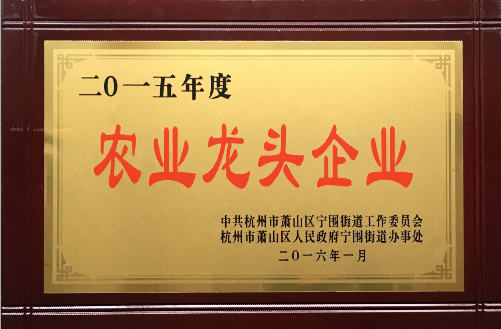 二〇一五年度
农业龙头企业
中共杭州市萧山区宁围街道工作委员会
杭州市萧山区人民政府宁围街道办事处
二〇一六年一月